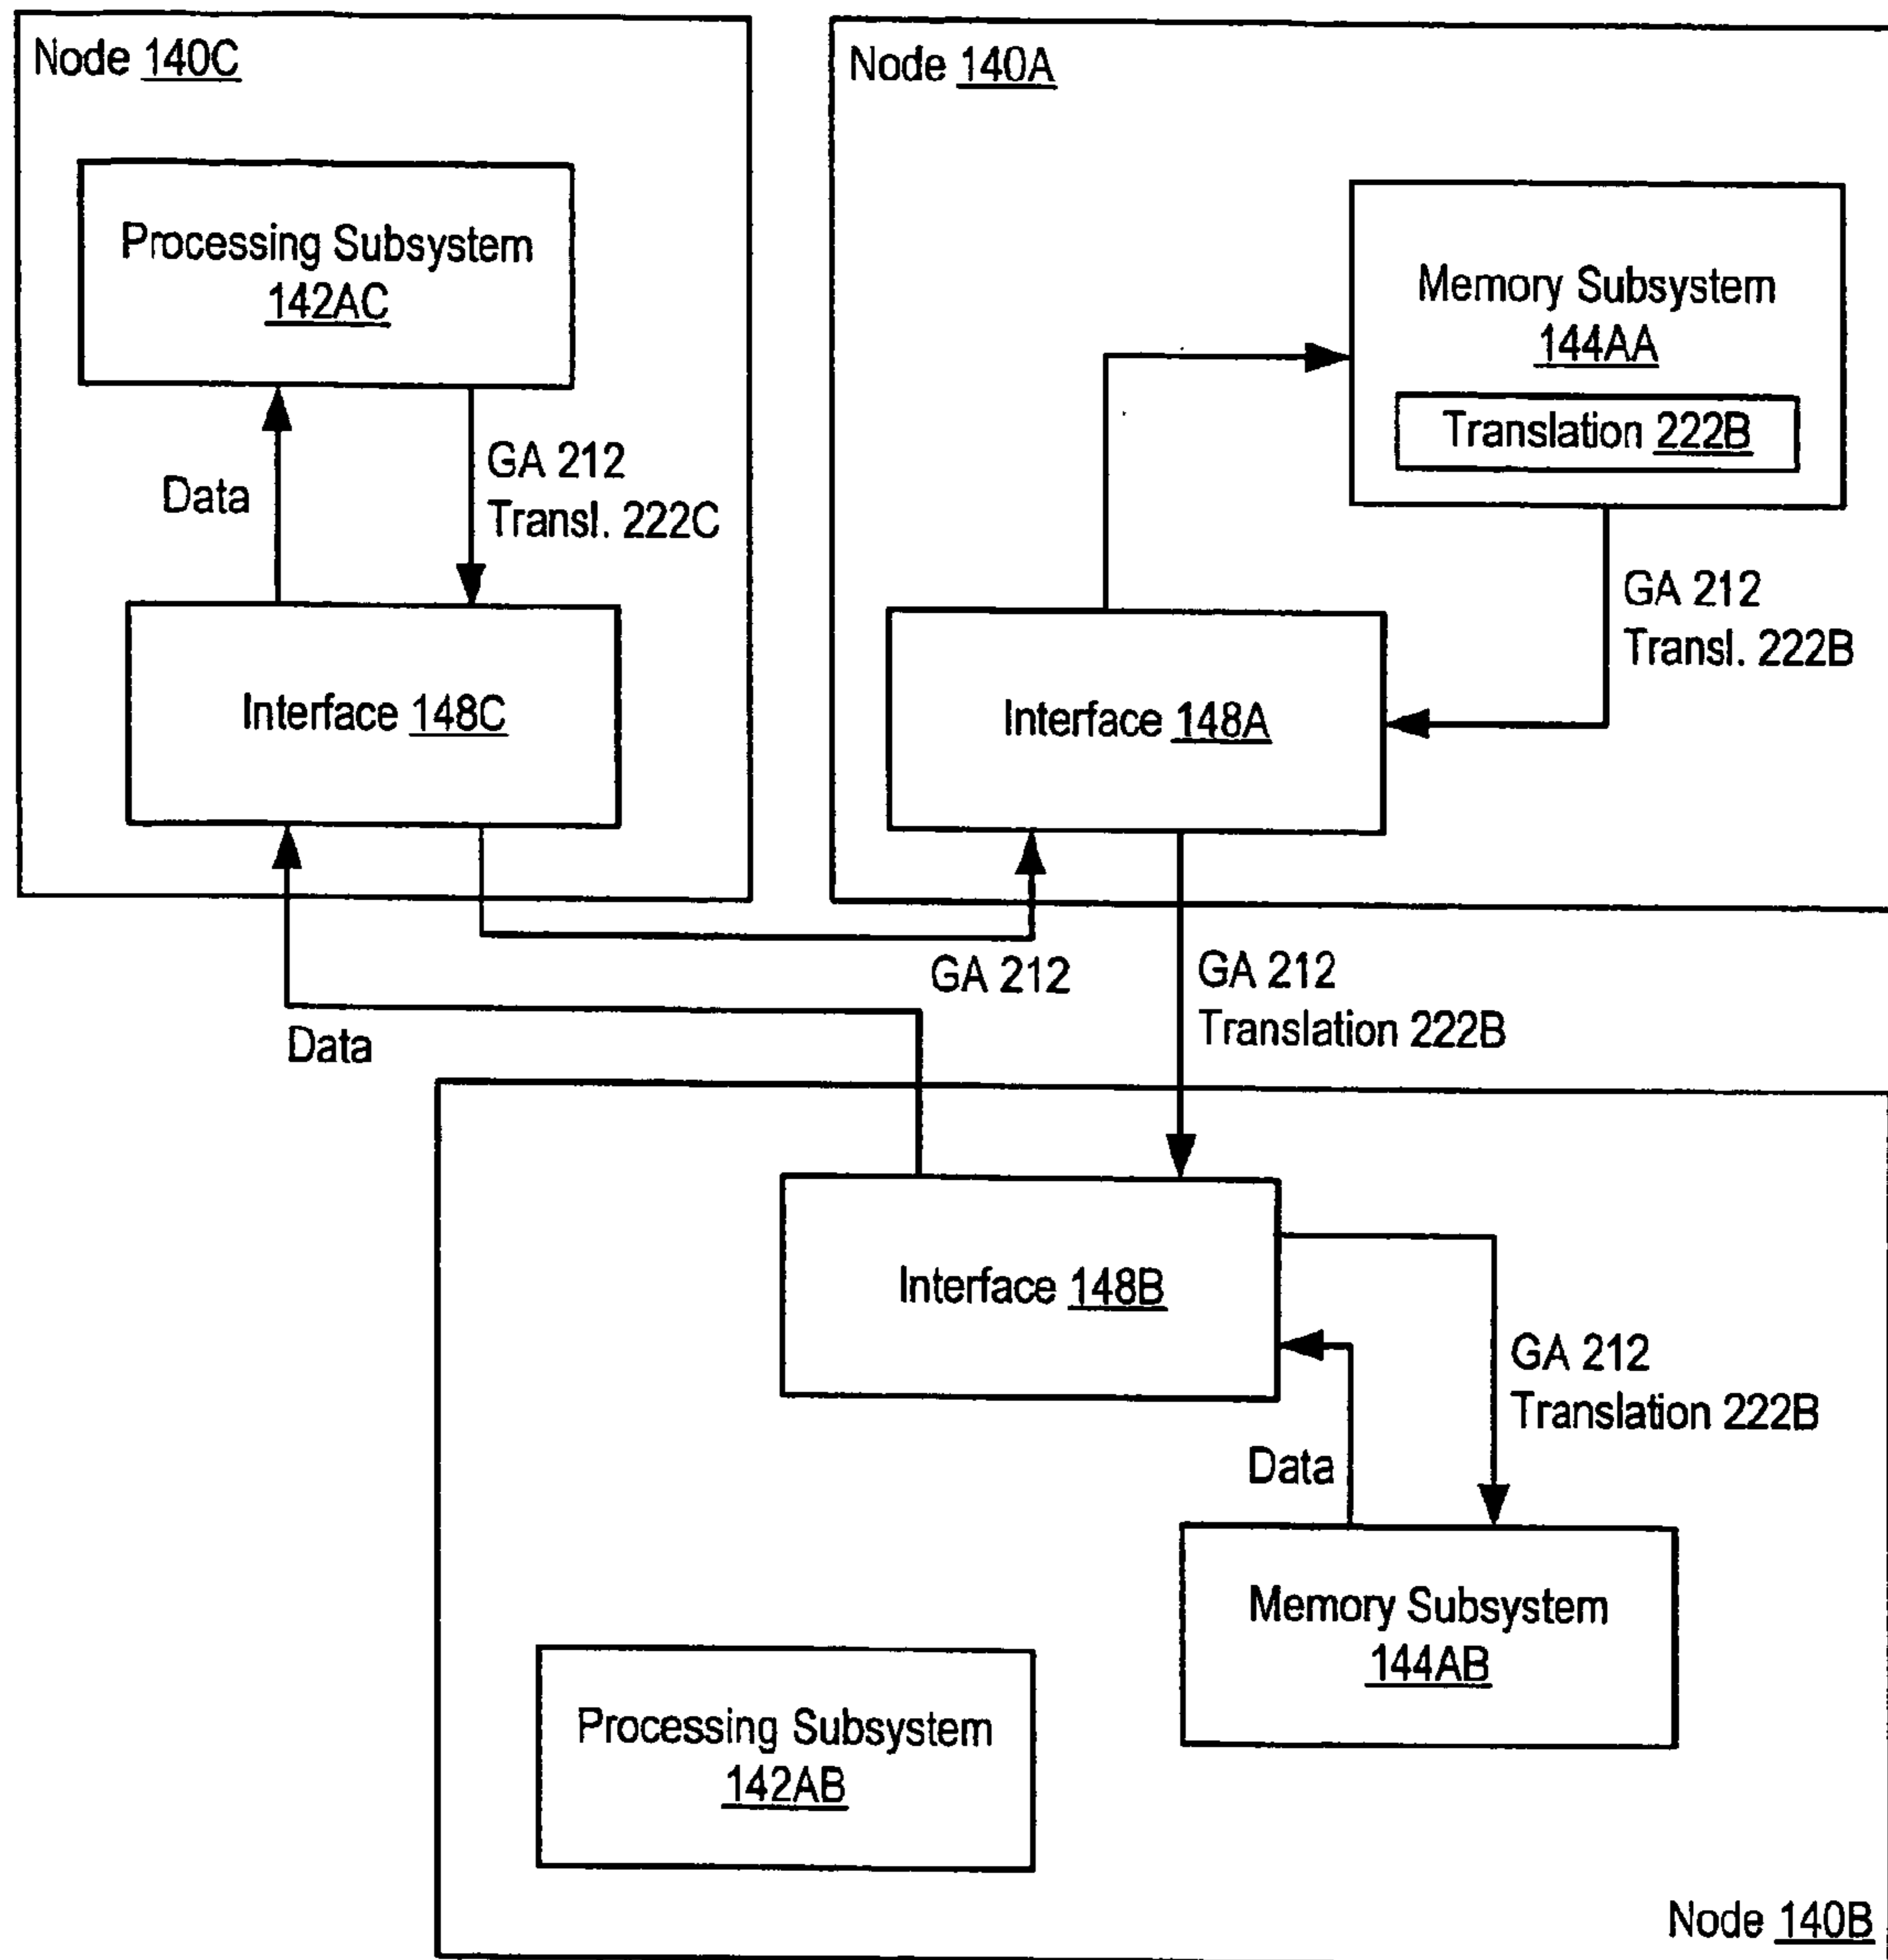 Node 140C
Processing Subsystem
142AC
Data
GA 212
Transl. 222C
Interface 148C
Node 140A
Memory Subsystem
144AA
Translation 222B
GA 212
Transl. 222B
Interface 148A
GA 212
GA 212
Translation 222B
Data
Interface 148B
GA 212
Translation 222B
Data
Memory Subsystem
144AB
Processing Subsystem
142AB
Node 140B